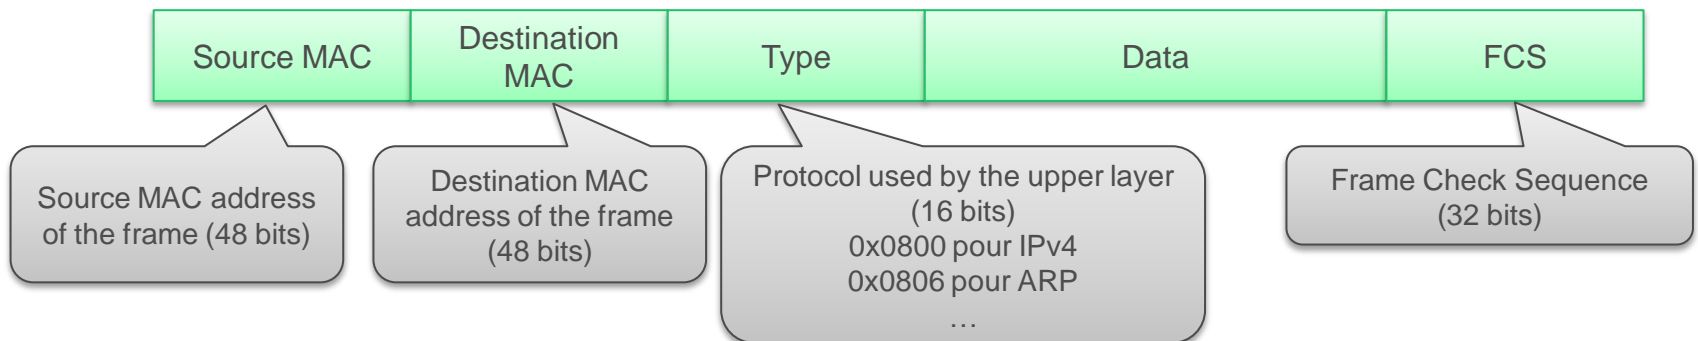 Source MAC
Destination
MAC
Type
Data
FCS
Source MAC address
of the frame (48 bits)
Destination MAC
address of the frame
(48 bits)
Protocol used by the upper layer
(16 bits)
0x0800 pour IPv4
0x0806 pour ARP
…
Frame Check Sequence
(32 bits)